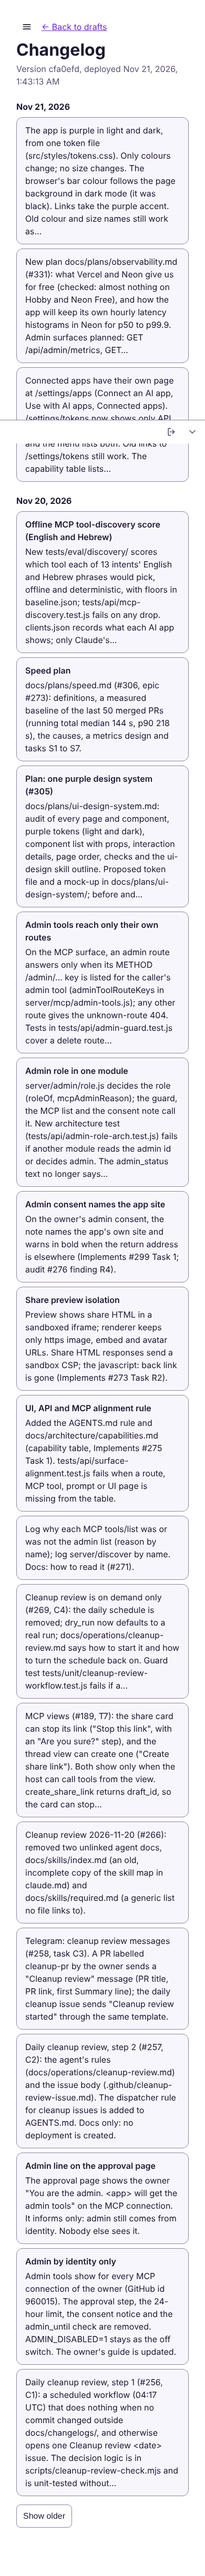 ← Back to drafts
Changelog
Version cfa0efd, deployed Nov 21, 2026,
1:43:13 AM
Nov 21, 2026
The app is purple in light and dark,
from one token file
(src/styles/tokens.css). Only colours
change; no size changes. The
browser's bar colour follows the page
background in dark mode (it was
black). Links take the purple accent.
Old colour and size names still work
as...
New plan docs/plans/observability.md
(#331): what Vercel and Neon give us
for free (checked: almost nothing on
Hobby and Neon Free), and how the
app will keep its own hourly latency
histograms in Neon for p50 to p99.9.
Admin surfaces planned: GET
/api/admin/metrics, GET...
Connected apps have their own page
at /settings/apps (Connect an AI app,
Use with AI apps, Connected apps).
/settings/tokens now shows only API
and the menu lists both. Old links to
/settings/tokens still work. The
capability table lists...
Nov 20, 2026
Offline MCP tool-discovery score
(English and Hebrew)
New tests/eval/discovery/ scores
which tool each of 13 intents' English
and Hebrew phrases would pick,
offline and deterministic, with floors in
baseline.json; tests/api/mcp-
discovery.test.js fails on any drop.
clients.json records what each AI app
shows; only Claude's...
Speed plan
docs/plans/speed.md (#306, epic
#273): definitions, a measured
baseline of the last 50 merged PRs
(running total median 144 s, p90 218
s), the causes, a metrics design and
tasks S1 to S7.
Plan: one purple design system
(#305)
docs/plans/ui-design-system.md:
audit of every page and component,
purple tokens (light and dark),
component list with props, interaction
details, page order, checks and the ui-
design skill outline. Proposed token
file and a mock-up in docs/plans/ui-
design-system/; before and...
Admin tools reach only their own
routes
On the MCP surface, an admin route
answers only when its METHOD
/admin/... key is listed for the caller's
admin tool (adminToolRouteKeys in
server/mcp/admin-tools.js); any other
route gives the unknown-route 404.
Tests in tests/api/admin-guard.test.js
cover a delete route...
Admin role in one module
server/admin/role.js decides the role
(roleOf, mcpAdminReason); the guard,
the MCP list and the consent note call
it. New architecture test
(tests/api/admin-role-arch.test.js) fails
if another module reads the admin id
or decides admin. The admin_status
text no longer says...
Admin consent names the app site
On the owner's admin consent, the
note names the app's own site and
warns in bold when the return address
is elsewhere (Implements #299 Task 1;
audit #276 finding R4).
Share preview isolation
Preview shows share HTML in a
sandboxed iframe; renderer keeps
only https image, embed and avatar
URLs. Share HTML responses send a
sandbox CSP; the javascript: back link
is gone (Implements #273 Task R2).
UI, API and MCP alignment rule
Added the AGENTS.md rule and
docs/architecture/capabilities.md
(capability table, Implements #275
Task 1). tests/api/surface-
alignment.test.js fails when a route,
MCP tool, prompt or UI page is
missing from the table.
Log why each MCP tools/list was or
was not the admin list (reason by
name); log server/discover by name.
Docs: how to read it (#271).
Cleanup review is on demand only
(#269, C4): the daily schedule is
removed; dry_run now defaults to a
real run; docs/operations/cleanup-
review.md says how to start it and how
to turn the schedule back on. Guard
test tests/unit/cleanup-review-
workflow.test.js fails if a...
MCP views (#189, T7): the share card
can stop its link ("Stop this link", with
an "Are you sure?" step), and the
thread view can create one ("Create
share link"). Both show only when the
host can call tools from the view.
create_share_link returns draft_id, so
the card can stop...
Cleanup review 2026-11-20 (#266):
removed two unlinked agent docs,
docs/skills/index.md (an old,
incomplete copy of the skill map in
claude.md) and
docs/skills/required.md (a generic list
no file links to).
Telegram: cleanup review messages
(#258, task C3). A PR labelled
cleanup-pr by the owner sends a
"Cleanup review" message (PR title,
PR link, first Summary line); the daily
cleanup issue sends "Cleanup review
started" through the same template.
Daily cleanup review, step 2 (#257,
C2): the agent's rules
(docs/operations/cleanup-review.md)
and the issue body (.github/cleanup-
review-issue.md). The dispatcher rule
for cleanup issues is added to
AGENTS.md. Docs only: no
deployment is created.
Admin line on the approval page
The approval page shows the owner
"You are the admin. <app> will get the
admin tools" on the MCP connection.
It informs only: admin still comes from
identity. Nobody else sees it.
Admin by identity only
Admin tools show for every MCP
connection of the owner (GitHub id
960015). The approval step, the 24-
hour limit, the consent notice and the
admin_until check are removed.
ADMIN_DISABLED=1 stays as the off
switch. The owner's guide is updated.
Daily cleanup review, step 1 (#256,
C1): a scheduled workflow (04:17
UTC) that does nothing when no
commit changed outside
docs/changelogs/, and otherwise
opens one Cleanup review <date>
issue. The decision logic is in
scripts/cleanup-review-check.mjs and
is unit-tested without...
Show older